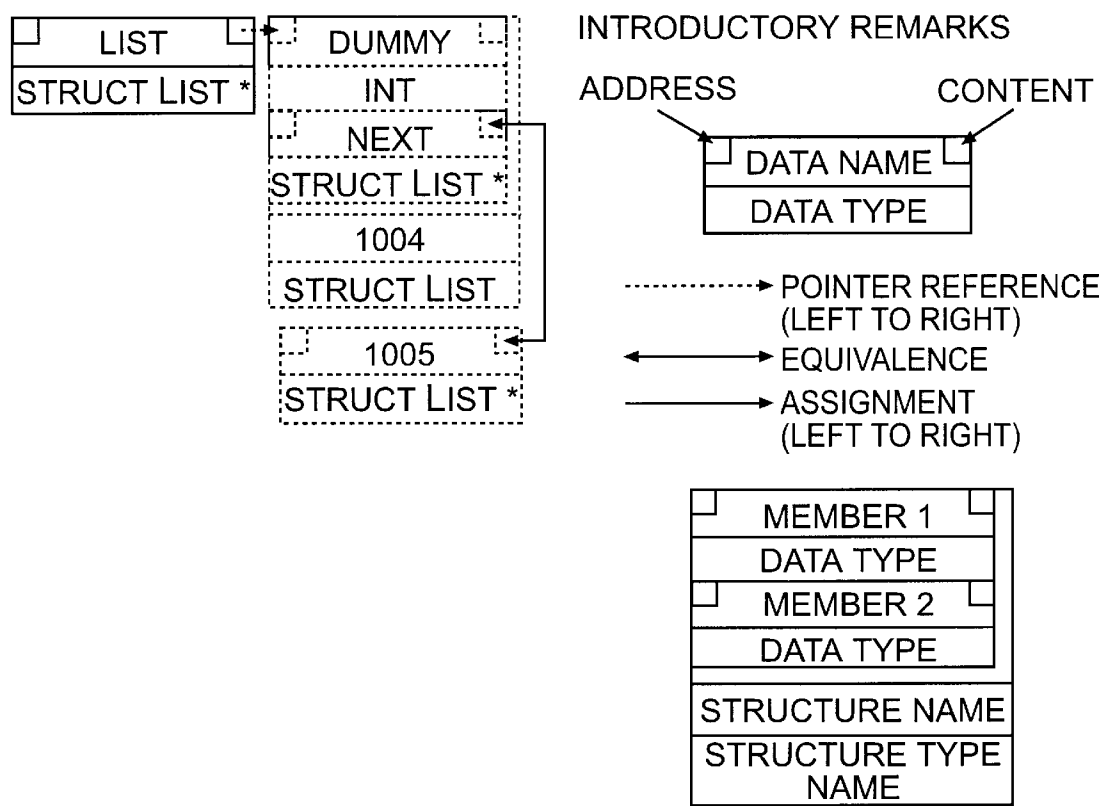 LIST
STRUCT LIST *
DUMMY
INT
NEXT
STRUCT LIST *
1004
STRUCT LIST
1005
STRUCT LIST *
INTRODUCTORY REMARKS
ADDRESS
CONTENT
DATA NAME
DATA TYPE
POINTER REFERENCE
(LEFT TO RIGHT)
EQUIVALENCE
ASSIGNMENT
(LEFT TO RIGHT)
MEMBER 1
DATA TYPE
MEMBER 2
DATA TYPE
STRUCTURE NAME
STRUCTURE TYPE
NAME